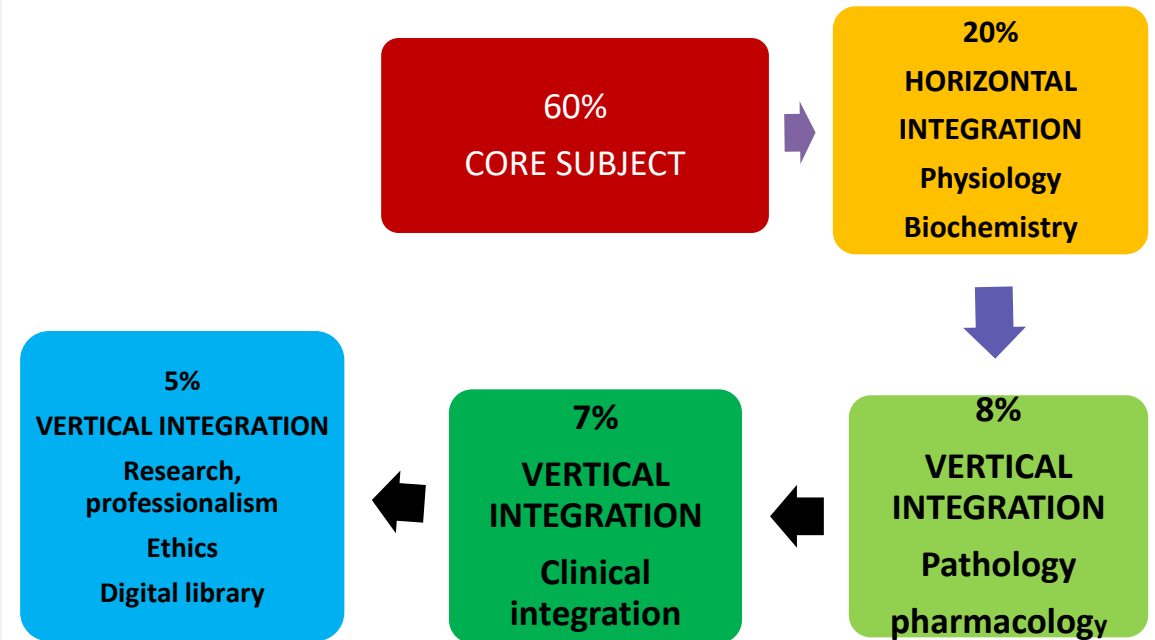 60%
CORE SUBJECT
20%
HORIZONTAL
INTEGRATION
Physiology
Biochemistry
8%
VERTICAL
INTEGRATION
Pathology
pharmacology
7%
VERTICAL
INTEGRATION
Clinical
integration
5%
VERTICAL INTEGRATION
Research,
professionalism
Ethics
Digital library